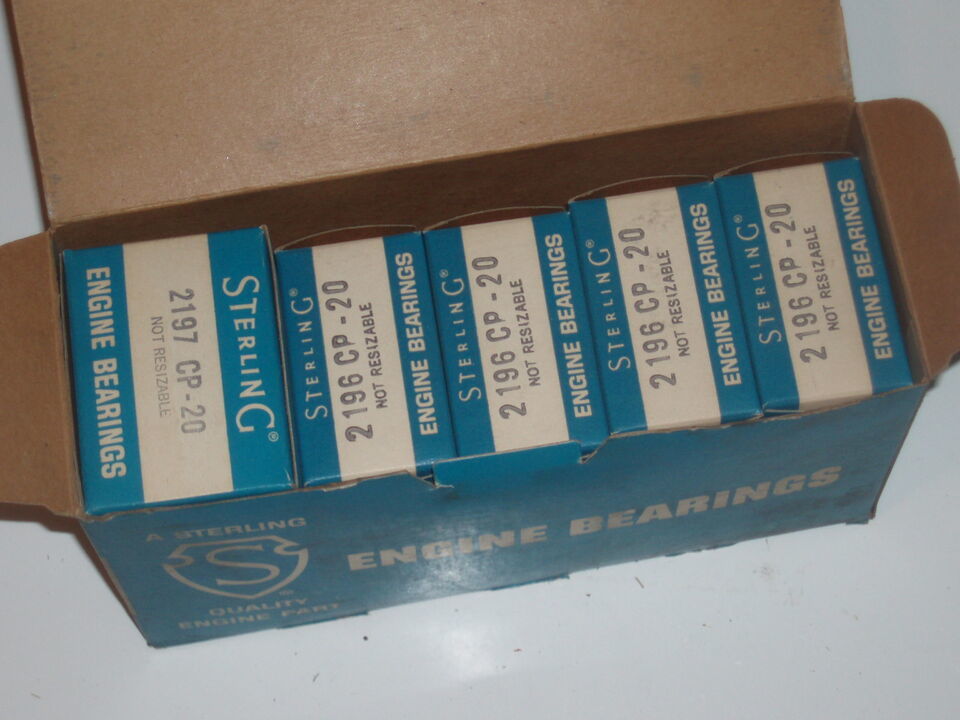 STERLING®
2197 CP-20
NOT RESIZABLE
ENGINE BEARINGS
STERLING®
2196 CP-20
NOT RESIZABLE
ENGINE BEARINGS
STERLING®
2196 CP-20
NOT RESIZABLE
ENGINE BEARINGS
STERLING®
2196 CP-20
NOT RESIZABLE
ENGINE BEARINGS
STERLING®
2196 CP-20
NOT RESIZABLE
ENGINE BEARINGS
A STERLING
S®
QUALITY
ENGINE PART
ENGINE BEARINGS